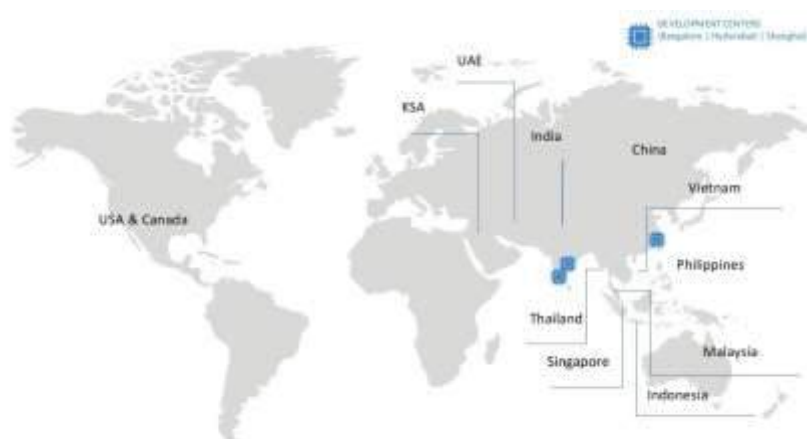 DEVELOPMENT CENTERS
(Bangalore | Hyderabad | Shanghai)
UAE
KSA
India
China
Vietnam
USA & Canada
Philippines
Thailand
Singapore
Malaysia
Indonesia